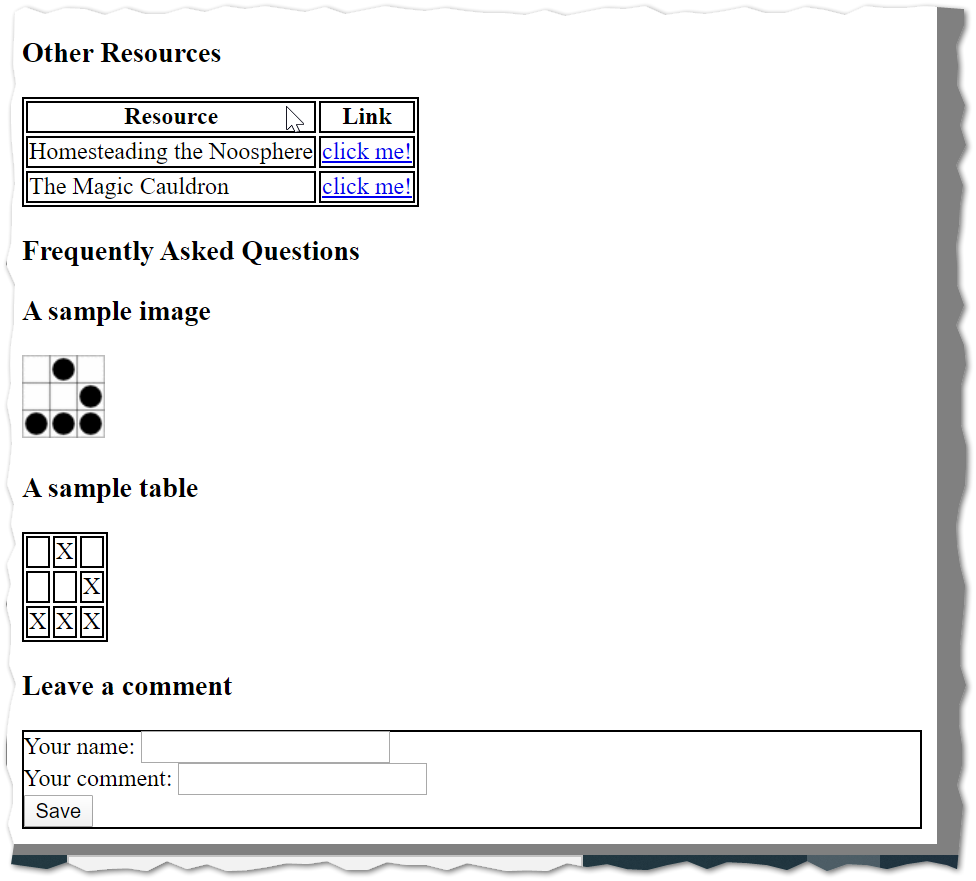 Other Resources
Resource Link
Homesteading the Noosphere click me!
The Magic Cauldron click me!
Frequently Asked Questions
A sample image
A sample table
X
X
X X X
Leave a comment
Your name:
Your comment:
Save